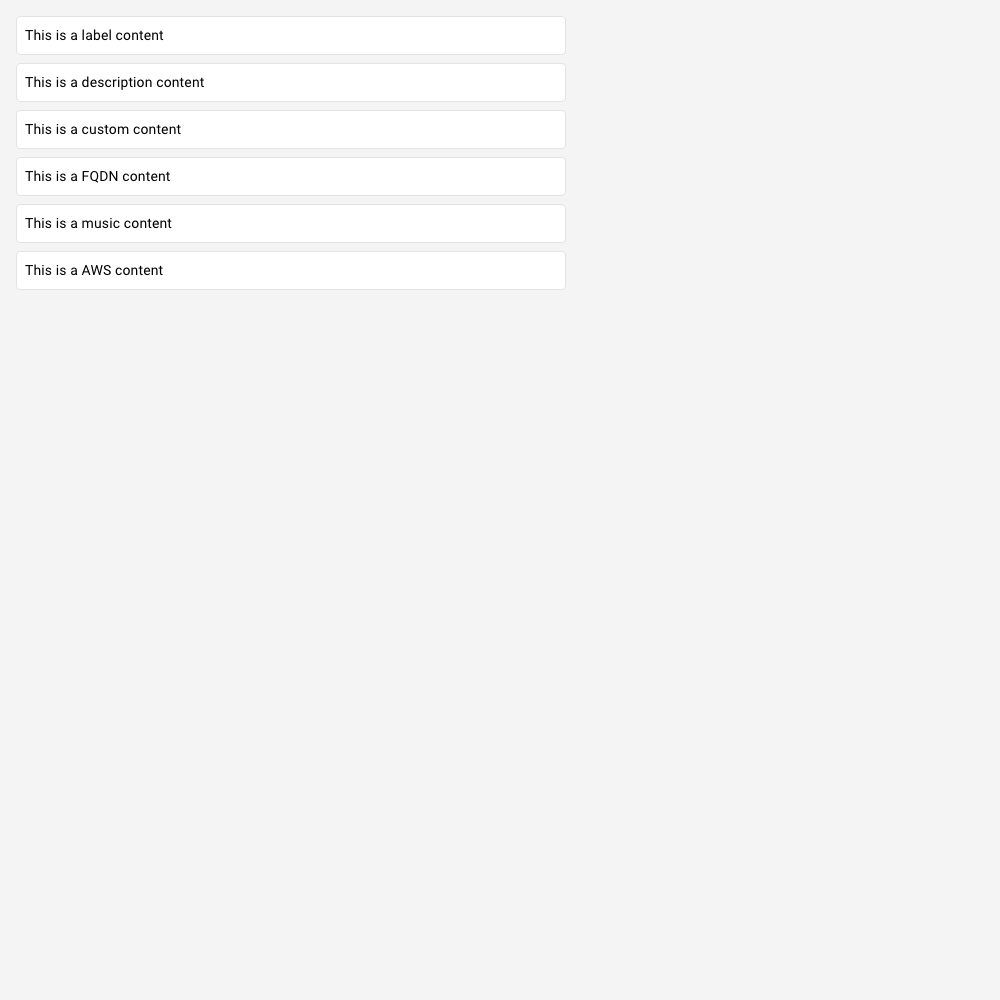 This is a label content
This is a description content
This is a custom content
This is a FQDN content
This is a music content
This is a AWS content